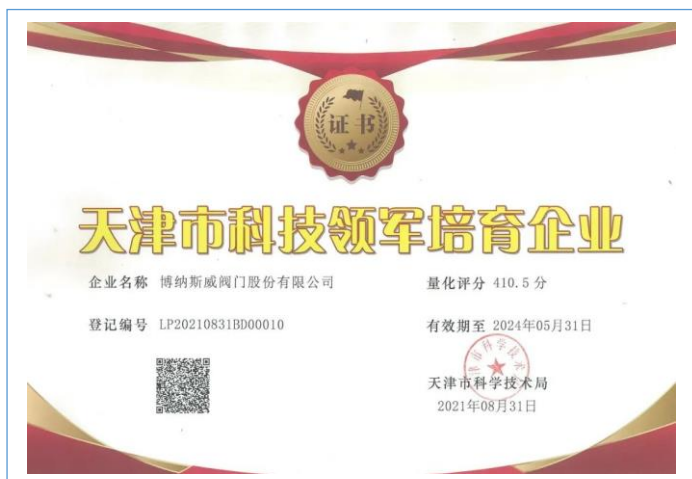 证书
天津市科技领军培育企业
企业名称 博纳斯威阀门股份有限公司
量化评分 410.5 分
登记编号 LP20210831BD00010
有效期至 2024年05月31日
天津市科学技术局
2021年08月31日